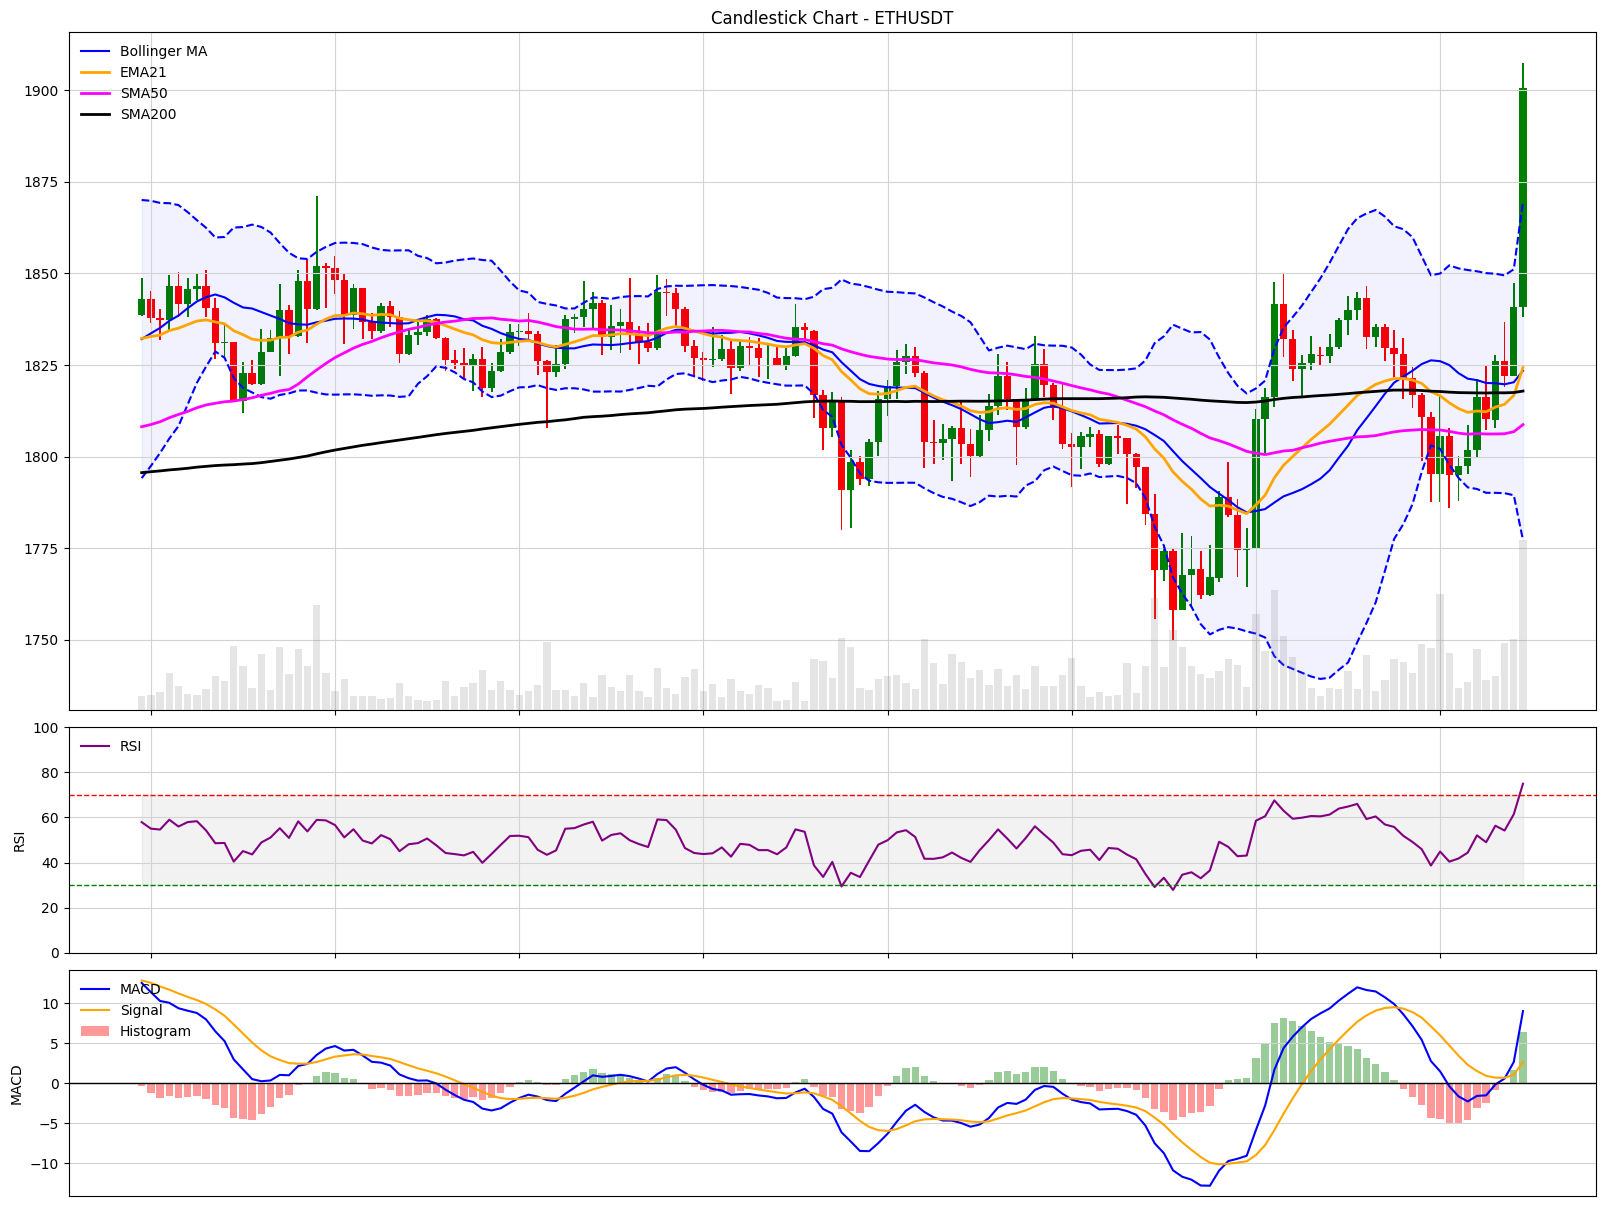 Candlestick Chart - ETHUSDT
Bollinger MA
EMA21
SMA50
SMA200
1900
1875
1850
1825
1800
1775
1750
RSI
RSI
100
80
60
40
20
0
MACD
Signal
Histogram
MACD
10
5
0
−5
−10